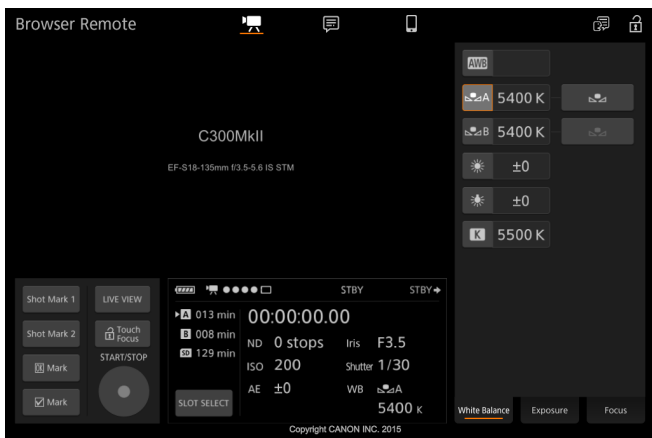 Browser Remote
AWB
A 5400 K
C300MkII
B 5400 K
EF-S18-135mm f/3.5-5.6 IS STM
±0
±0
K 5500 K
Shot Mark 1 LIVE VIEW
STBY STBY
A 013 min 00:00:00.00
Shot Mark 2 Touch Focus
B 008 min ND 0 stops Iris F3.5
SD 129 min
START/STOP
Mark
ISO 200 Shutter 1/30
AE ±0 WB A
Mark
SLOT SELECT
5400 K
White Balance Exposure Focus
Copyright CANON INC. 2015